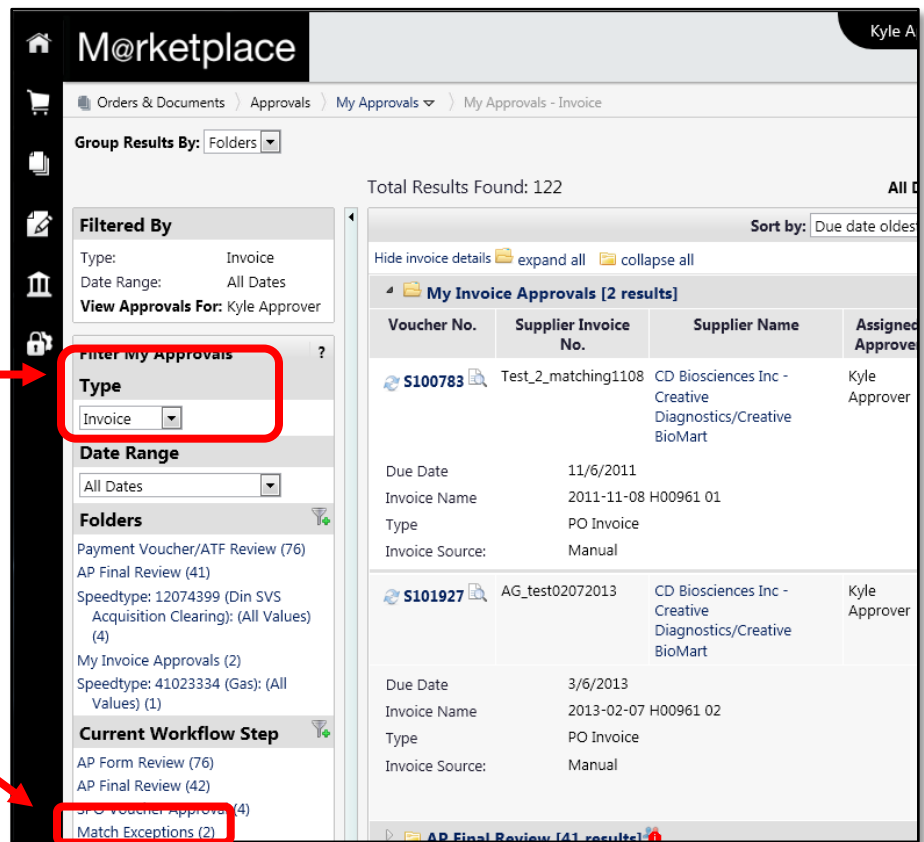 M@rketplace
Kyle A
Orders & Documents 〉 Approvals 〉 My Approvals 〉 My Approvals - Invoice
Group Results By: Folders
Total Results Found: 122
All D
Filtered By
Type: Invoice
Date Range: All Dates
View Approvals For: Kyle Approver
Filter My Approvals ?
Type
Invoice
Date Range
All Dates
Folders
Payment Voucher/ATF Review (76)
AP Final Review (41)
Speedtype: 12074399 (Din SVS
Acquisition Clearing): (All Values)
(4)
My Invoice Approvals (2)
Speedtype: 41023334 (Gas): (All
Values) (1)
Current Workflow Step
AP Form Review (76)
AP Final Review (42)
SPO Voucher Approval (4)
Match Exceptions (2)
Sort by: Due date oldes
Hide invoice details expand all collapse all
My Invoice Approvals [2 results]
Voucher No. Supplier Invoice No. Supplier Name Assigned Approve
S100783 Test_2_matching1108 CD Biosciences Inc - Kyle
Creative Approver
Diagnostics/Creative
BioMart
Due Date 11/6/2011
Invoice Name 2011-11-08 H00961 01
Type PO Invoice
Invoice Source: Manual
S101927 AG_test02072013 CD Biosciences Inc - Kyle
Creative Approver
Diagnostics/Creative
BioMart
Due Date 3/6/2013
Invoice Name 2013-02-07 H00961 02
Type PO Invoice
Invoice Source: Manual
AP Final Review [41 results]